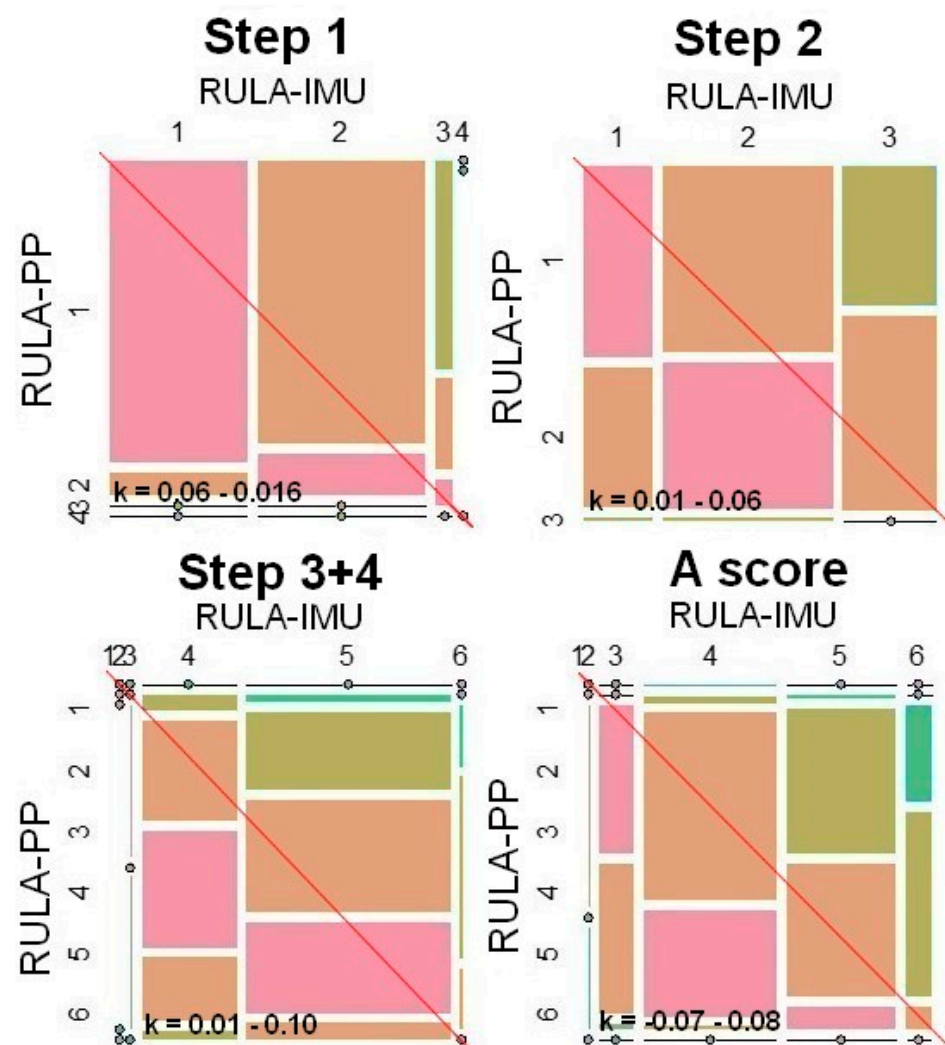 Step 1
RULA-IMU
1 2 3 4
RULA-PP
1
2
3
4
k = 0.06 - 0.016
Step 2
RULA-IMU
1 2 3
RULA-PP
1
2
3
k = 0.01 - 0.06
Step 3+4
RULA-IMU
1 2 3 4 5 6
RULA-PP
1
2
3
4
5
6
k = 0.01 - 0.10
A score
RULA-IMU
1 2 3 4 5 6
RULA-PP
1
2
3
4
5
6
k = -0.07 - 0.08